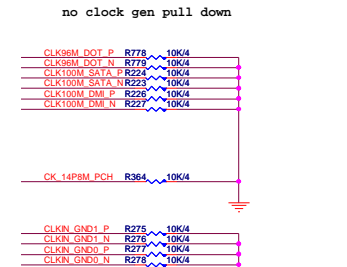 no clock gen pull down
CLK96M_DOT_P R778 10K/4
CLK96M_DOT_N R779 10K/4
CLK100M_SATA_P R224 10K/4
CLK100M_SATA_N R223 10K/4
CLK100M_DMI_P R226 10K/4
CLK100M_DMI_N R227 10K/4
CK_14P8M_PCH R364 10K/4
CLKIN_GND1_P R275 10K/4
CLKIN_GND1_N R276 10K/4
CLKIN_GND0_P R277 10K/4
CLKIN_GND0_N R278 10K/4